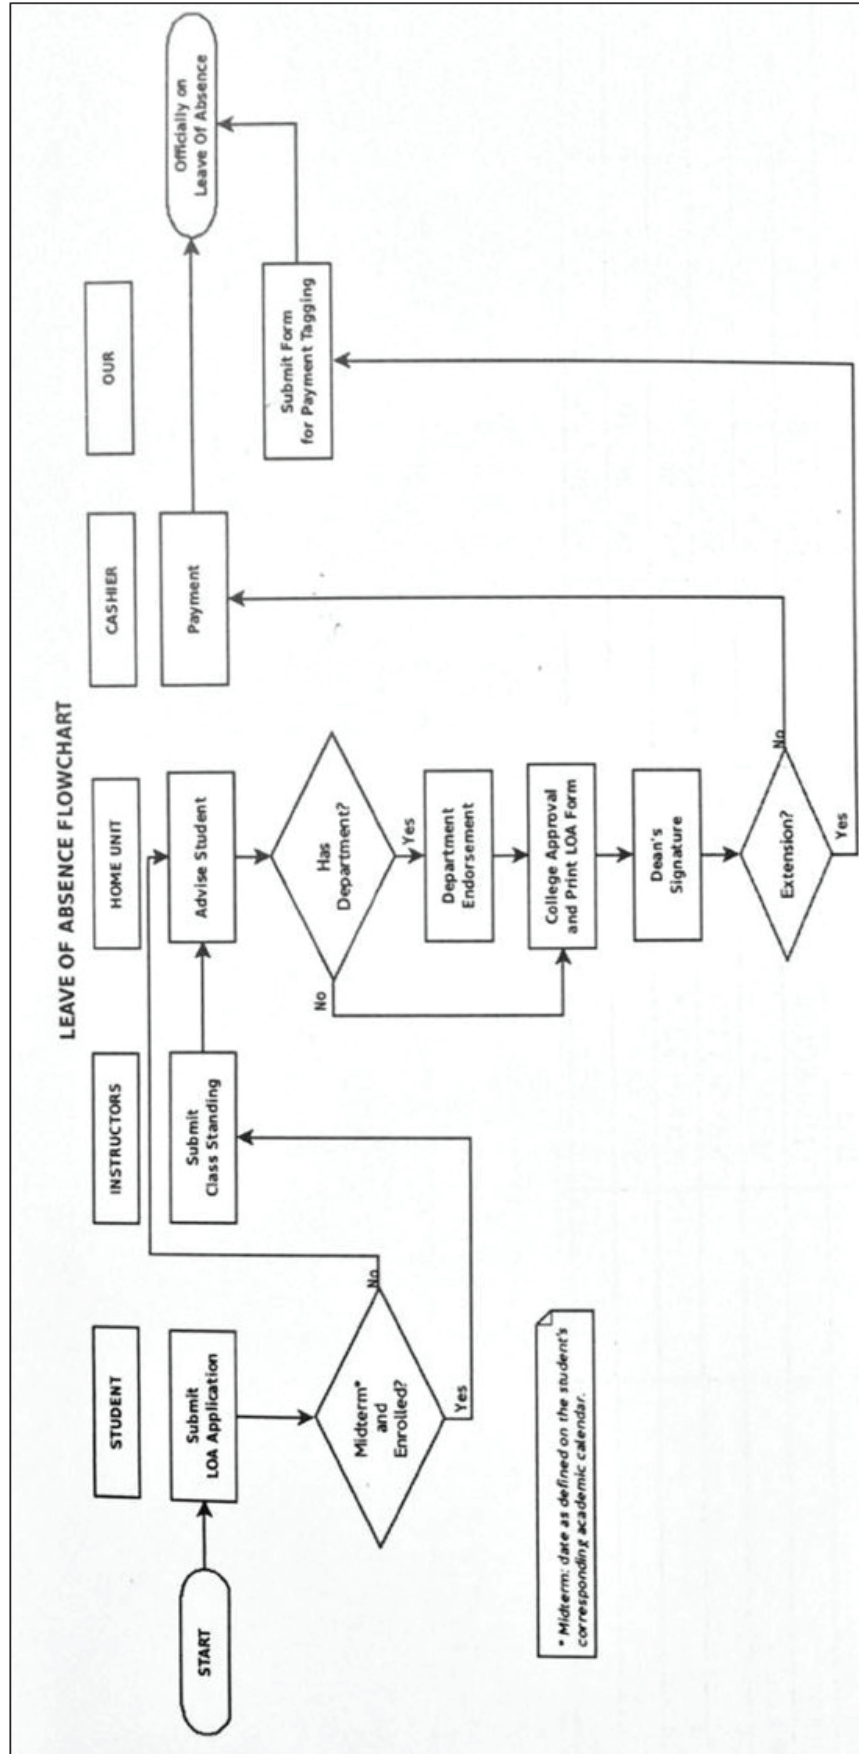 LEAVE OF ABSENCE FLOWCHART
STUDENT
INSTRUCTORS
HOME UNIT
CASHIER
OUR
START
Submit
LOA Application
Submit
Class Standing
Advise Student
Payment
Officially on
Leave Of Absence
Midterm*
and
Enrolled?
No
Yes
Has
Department?
No
Yes
Submit Form
for Payment Tagging
Department
Endorsement
College Approval
and Print LOA Form
Dean's
Signature
Extension?
No
Yes
* Midterm: date as defined on the student's
corresponding academic calendar.